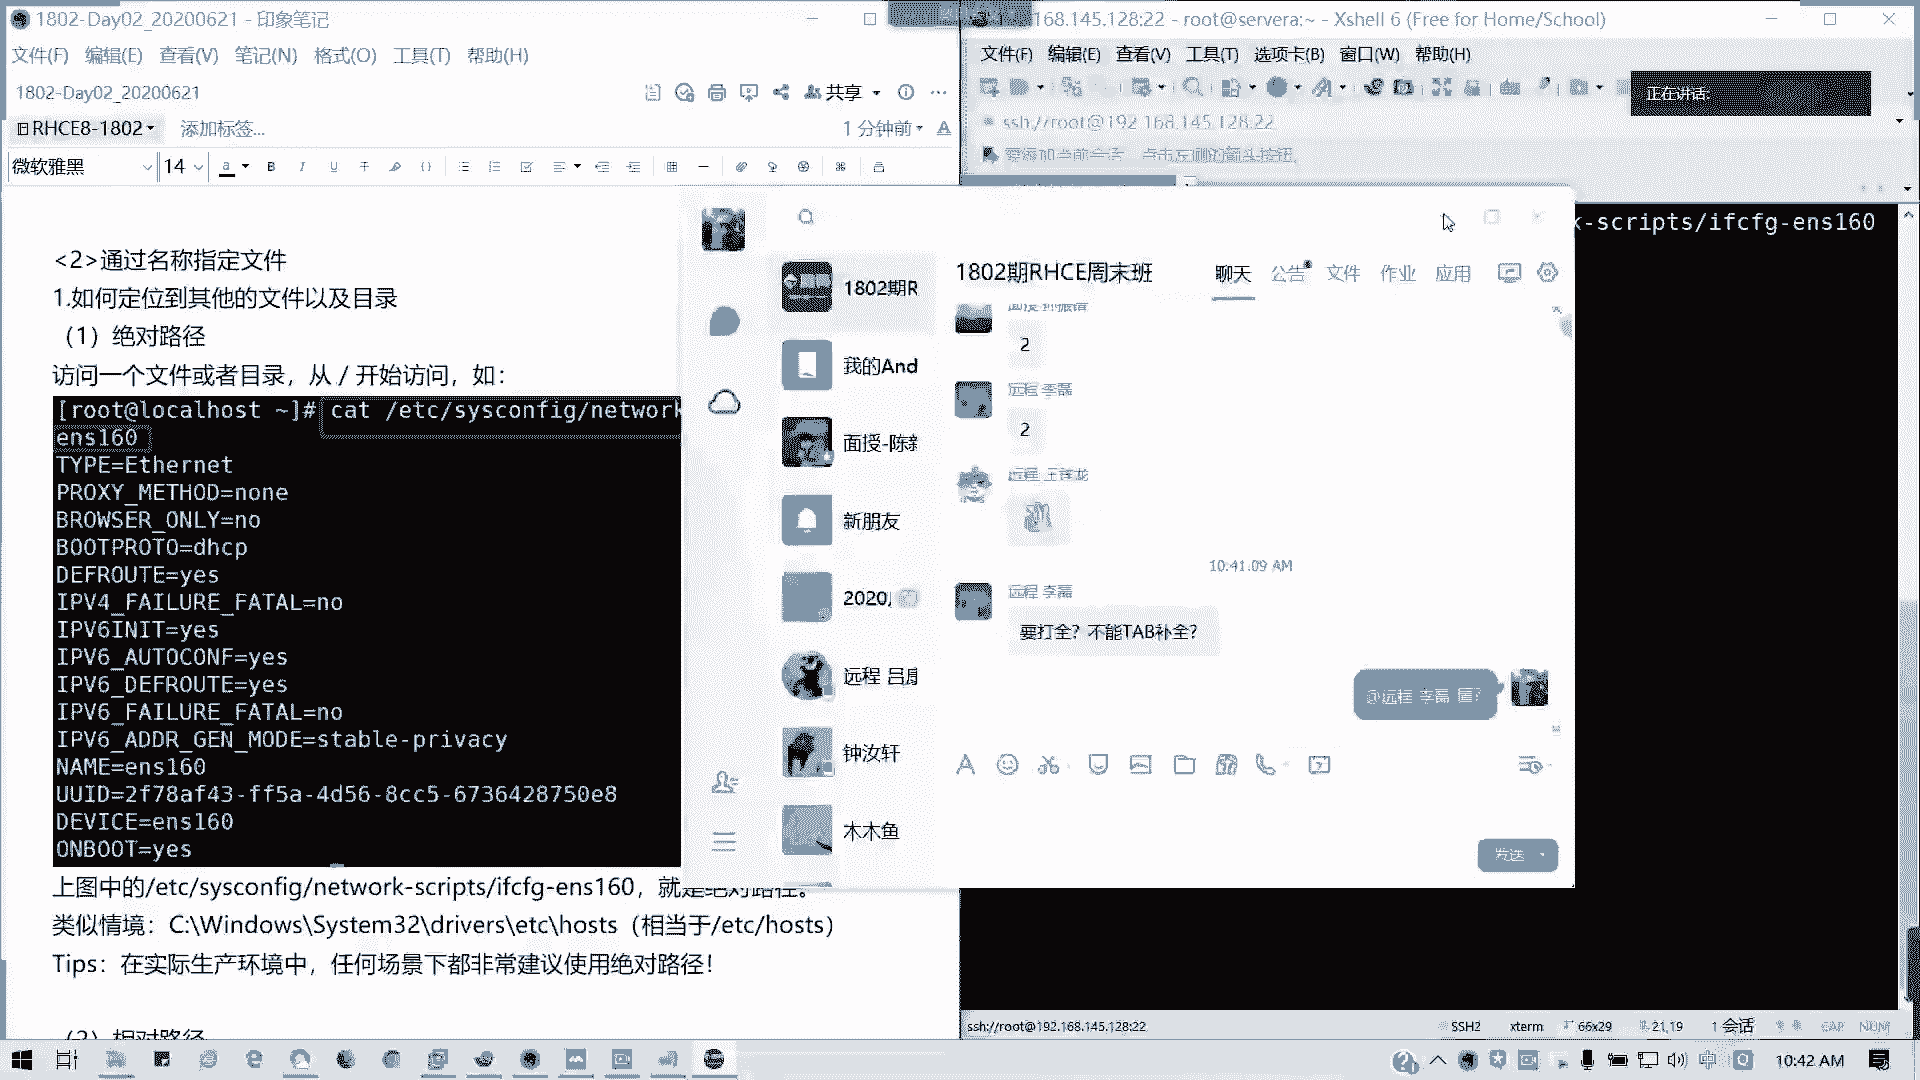 1802-Day02_20200621 - 印象笔记
文件(F) 编辑(E) 查看(V) 笔记(N) 格式(O) 工具(T) 帮助(H)
1802-Day02_20200621
共享
RHCE8-1802
添加标签...
1 分钟前
微软雅黑
14
<2>通过名称指定文件
1.如何定位到其他的文件以及目录
（1）绝对路径
访问一个文件或者目录，从 / 开始访问，如：
[root@localhost ~]# cat /etc/sysconfig/network
ens160
TYPE=Ethernet
PROXY_METHOD=none
BROWSER_ONLY=no
BOOTPROTO=dhcp
DEFROUTE=yes
IPV4_FAILURE_FATAL=no
IPV6INIT=yes
IPV6_AUTOCONF=yes
IPV6_DEFROUTE=yes
IPV6_FAILURE_FATAL=no
IPV6_ADDR_GEN_MODE=stable-privacy
NAME=ens160
UUID=2f78af43-ff5a-4d56-8cc5-6736428750e8
DEVICE=ens160
ONBOOT=yes
上图中的/etc/sysconfig/network-scripts/ifcfg-ens160，就是绝对路径。
类似情境：C:\Windows\System32\drivers\etc\hosts（相当于/etc/hosts）
Tips：在实际生产环境中，任何场景下都非常建议使用绝对路径！
（2）相对路径
168.145.128:22 - root@servera:~ - Xshell 6 (Free for Home/School)
文件(F) 编辑(E) 查看(V) 工具(T) 选项卡(B) 窗口(W) 帮助(H)
正在讲话:
ssh://root@192.168.145.128:22
要添加当前会话，点击左侧的箭头按钮。
k-scripts/ifcfg-ens160
1802期R
我的And
面授-陈
新朋友
2020
远程 吕
钟汝轩
木木鱼
1802期RHCE周末班
聊天 公告 文件 作业 应用
2
远程 李磊
2
10:41:09 AM
远程 李磊
要打全？不能TAB补全？
@远程 李磊
发送
ssh://root@192.168.145.128:22
SSH2
xterm
66x29
21,19
1 会话
CAP
NUM
中
10:42 AM